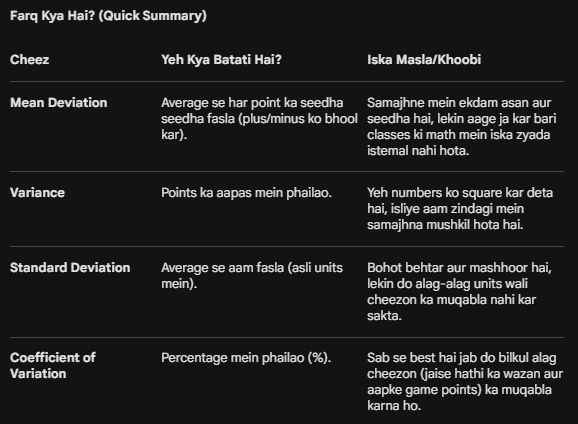 Farq Kya Hai? (Quick Summary)
Cheez
Yeh Kya Batati Hai?
Iska Masla/Khoobi
Mean Deviation
Average se har point ka seedha
seedha fasla (plus/minus ko bhool
kar).
Samajhne mein ekdam asan aur
seedha hai, lekin aage ja kar bari
classes ki math mein iska zyada
istemal nahi hota.
Variance
Points ka aapas mein phailao.
Yeh numbers ko square kar deta
hai, isliye aam zindagi mein
samajhna mushkil hota hai.
Standard Deviation
Average se aam fasla (asli units
mein).
Bohot behtar aur mashhoor hai,
lekin do alag-alag units wali
cheezon ka muqabla nahi kar
sakta.
Coefficient of
Variation
Percentage mein phailao (%).
Sab se best hai jab do bilkul alag
cheezon (jaise hathi ka wazan aur
aapke game points) ka muqabla
karna ho.